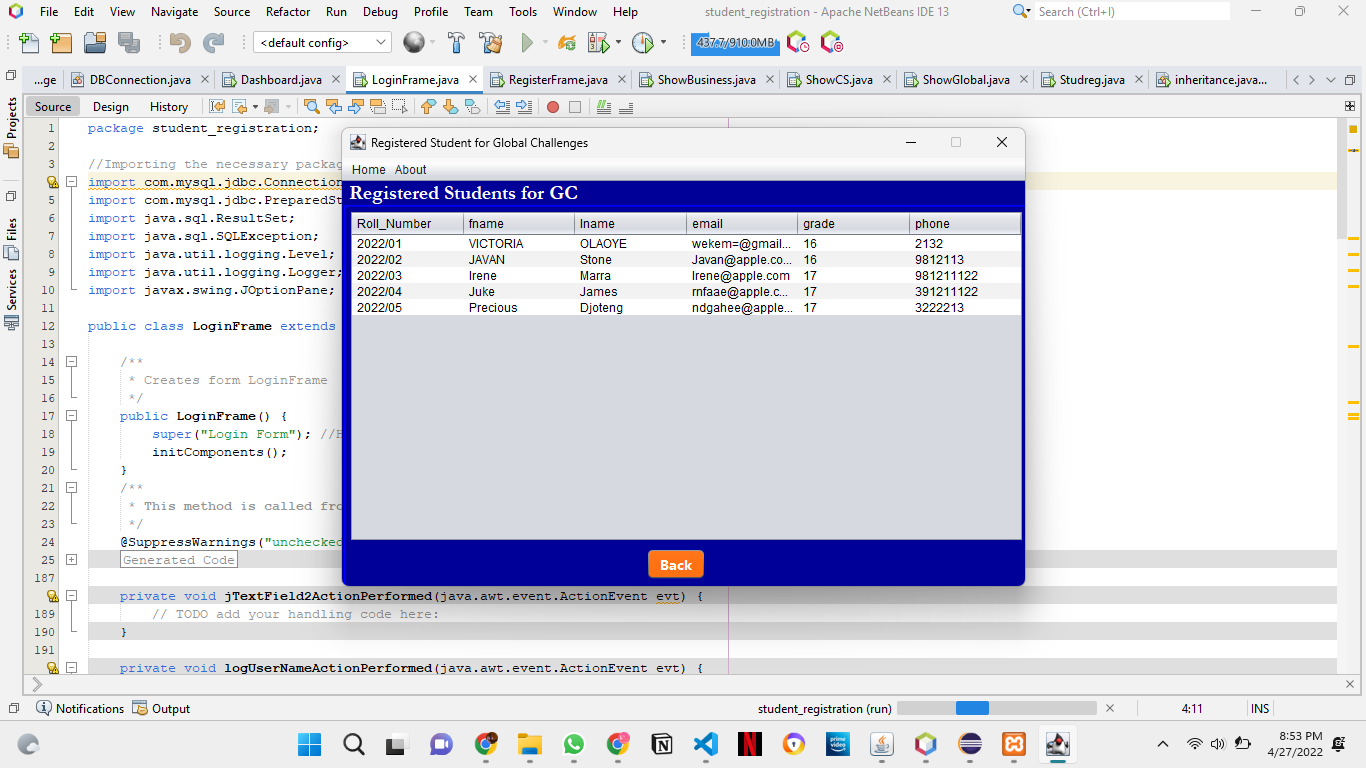 File Edit View Navigate Source Refactor Run Debug Profile Team Tools Window Help student_registration - Apache NetBeans IDE 13 Search (Ctrl+I)
<default config> 437.7/910.0MB
...ge DBConnection.java Dashboard.java LoginFrame.java RegisterFrame.java ShowBusiness.java ShowCS.java ShowGlobal.java Studreg.java inheritance.java...
Source Design History
Projects
Files
Services
1 package student_registration;
2
3 //Importing the necessary packag
import com.mysql.jdbc.Connection
5 import com.mysql.jdbc.PreparedSt
6 import java.sql.ResultSet;
7 import java.sql.SQLException;
8 import java.util.logging.Level;
9 import java.util.logging.Logger;
10 import javax.swing.JOptionPane;
11
12 public class LoginFrame extends
13
14 /**
15 * Creates form LoginFrame
16 */
17 public LoginFrame() {
18 super("Login Form"); //H
19 initComponents();
20 }
21 /**
22 * This method is called fro
23 */
24 @SuppressWarnings("unchecked
25 Generated Code
187
private void jTextField2ActionPerformed(java.awt.event.ActionEvent evt) {
189 // TODO add your handling code here:
190 }
191
private void logUserNameActionPerformed(java.awt.event.ActionEvent evt) {
Registered Student for Global Challenges
Home About
Registered Students for GC
Roll_Number fname lname email grade phone
2022/01 VICTORIA OLAOYE wekem=@gmail... 16 2132
2022/02 JAVAN Stone Javan@apple.co... 16 9812113
2022/03 Irene Marra Irene@apple.com 17 981211122
2022/04 Juke James rnfaae@apple.c... 17 391211122
2022/05 Precious Djoteng ndgahee@apple... 17 3222213
Back
Notifications Output student_registration (run) 4:11 INS
prime video
8:53 PM
4/27/2022